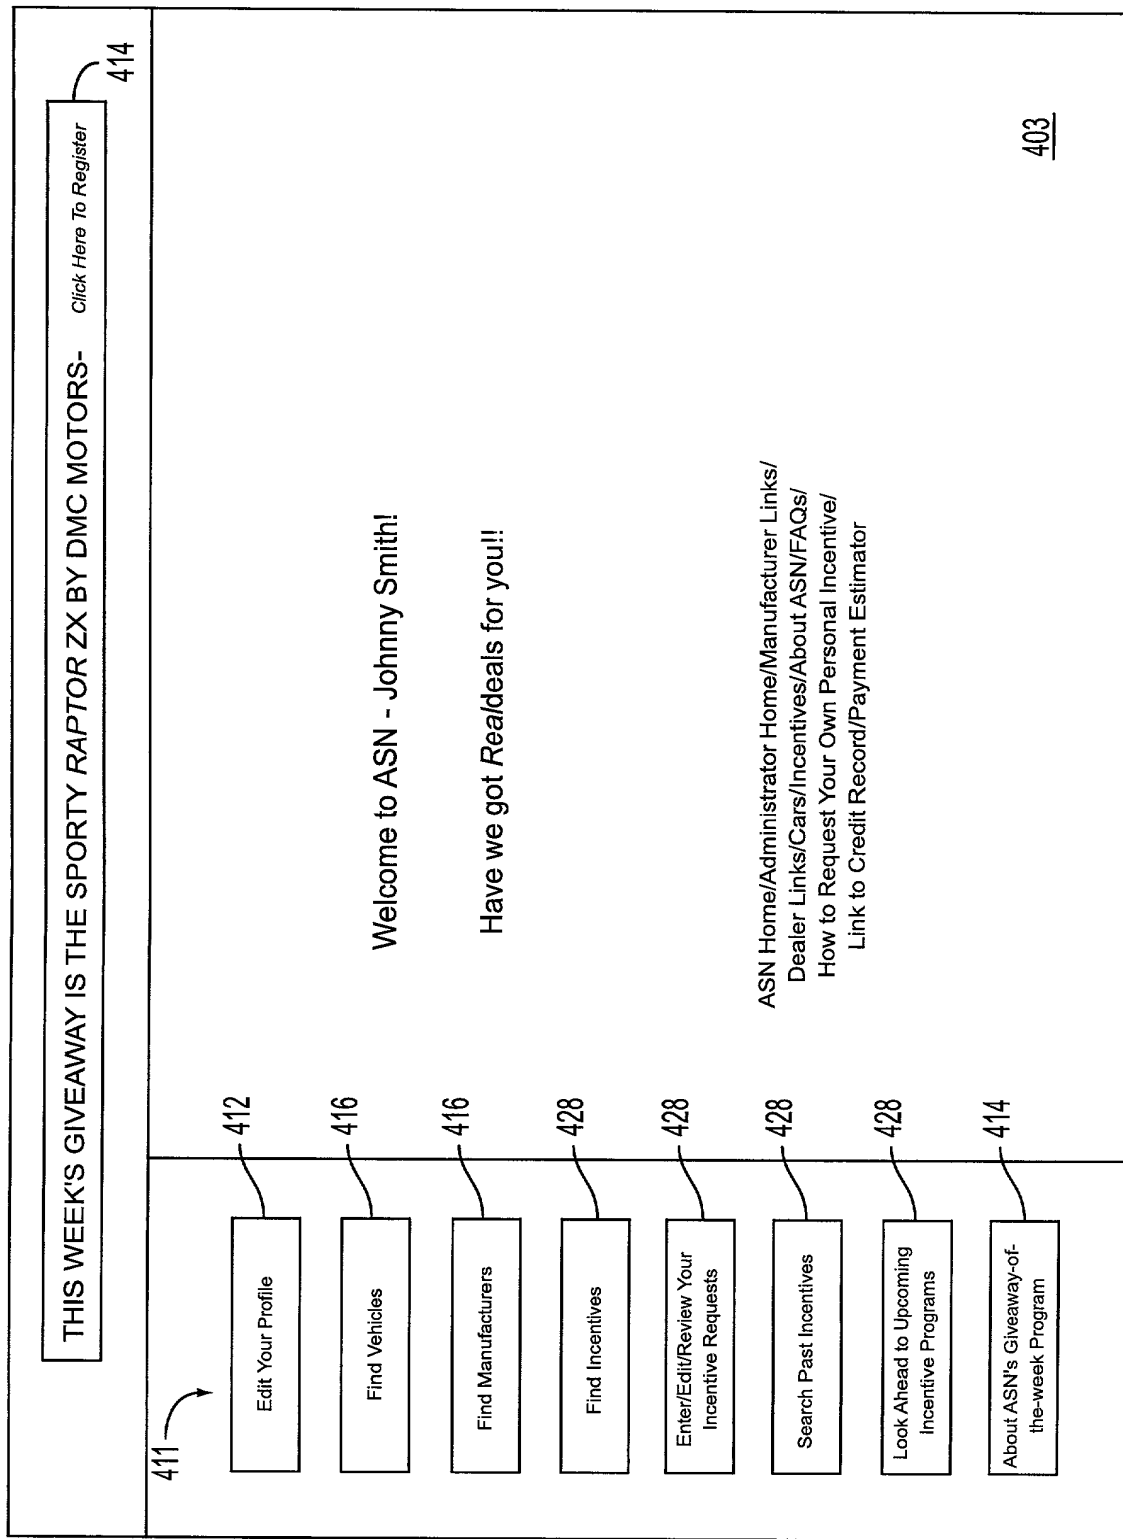 THIS WEEK'S GIVEAWAY IS THE SPORTY RAPTOR ZX BY DMC MOTORS- Click Here To Register
414
411
Edit Your Profile
412
Find Vehicles
416
Find Manufacturers
416
Find Incentives
428
Enter/Edit/Review Your
Incentive Requests
428
Search Past Incentives
428
Look Ahead to Upcoming
Incentive Programs
428
About ASN's Giveaway-of-
the-week Program
414
Welcome to ASN - Johnny Smith!
Have we got Realdeals for you!!
ASN Home/Administrator Home/Manufacturer Links/
Dealer Links/Cars/Incentives/About ASN/FAQs/
How to Request Your Own Personal Incentive/
Link to Credit Record/Payment Estimator
403